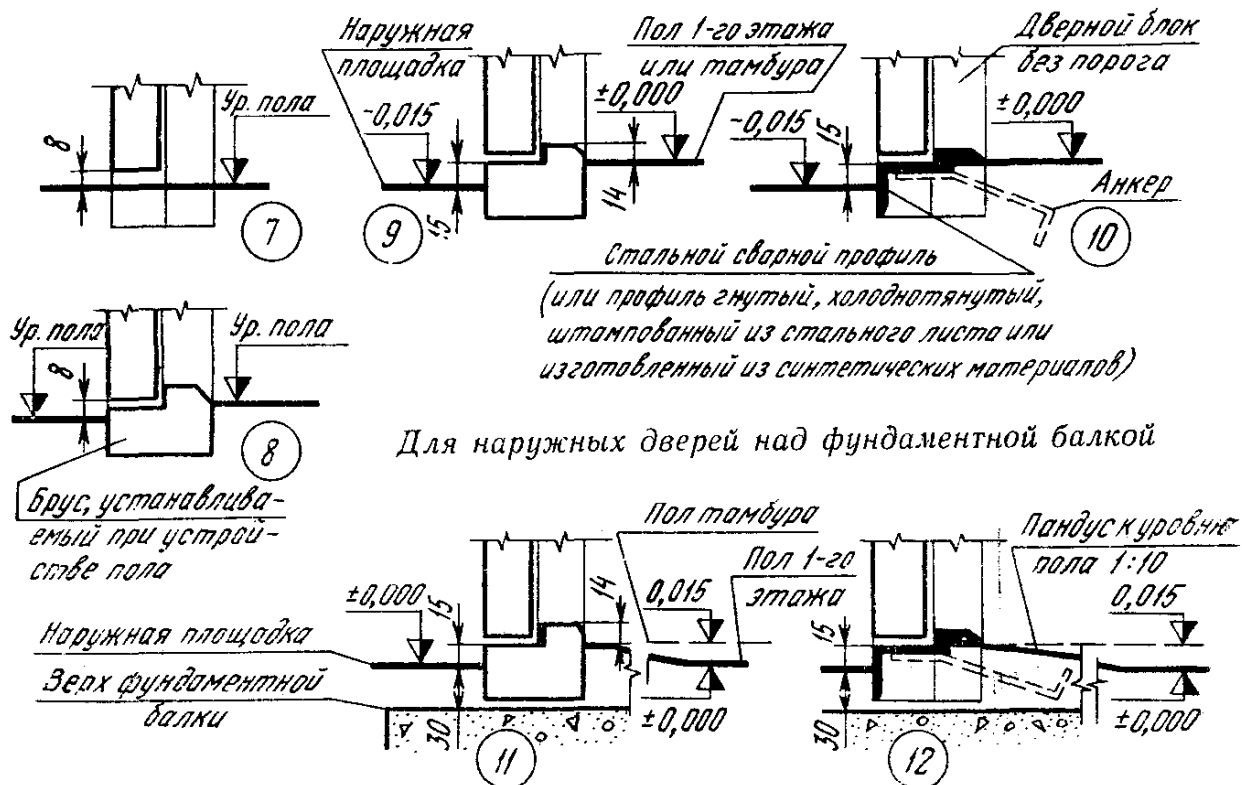 Наружная
площадка
Пол 1-го этажа
или тамбура
Дверной блок
без порога
Ур. пола
8
7
-0,015
±0,000
15
14
9
-0,015
15
±0,000
Анкер
10
Стальной сварной профиль
(или профиль гнутый, холоднотянутый,
штампованный из стального листа или
изготовленный из синтетических материалов)
Ур. пола
8
Ур. пола
8
Для наружных дверей над фундаментной балкой
Брус, устанавлива-
емый при устрой-
стве пола
Пол тамбура
Пол 1-го
этажа
Пандус к уровню
пола 1:10
±0,000
15
14
0,015
15
0,015
Наружная площадка
Верх фундаментной
балки
30
±0,000
11
30
±0,000
12